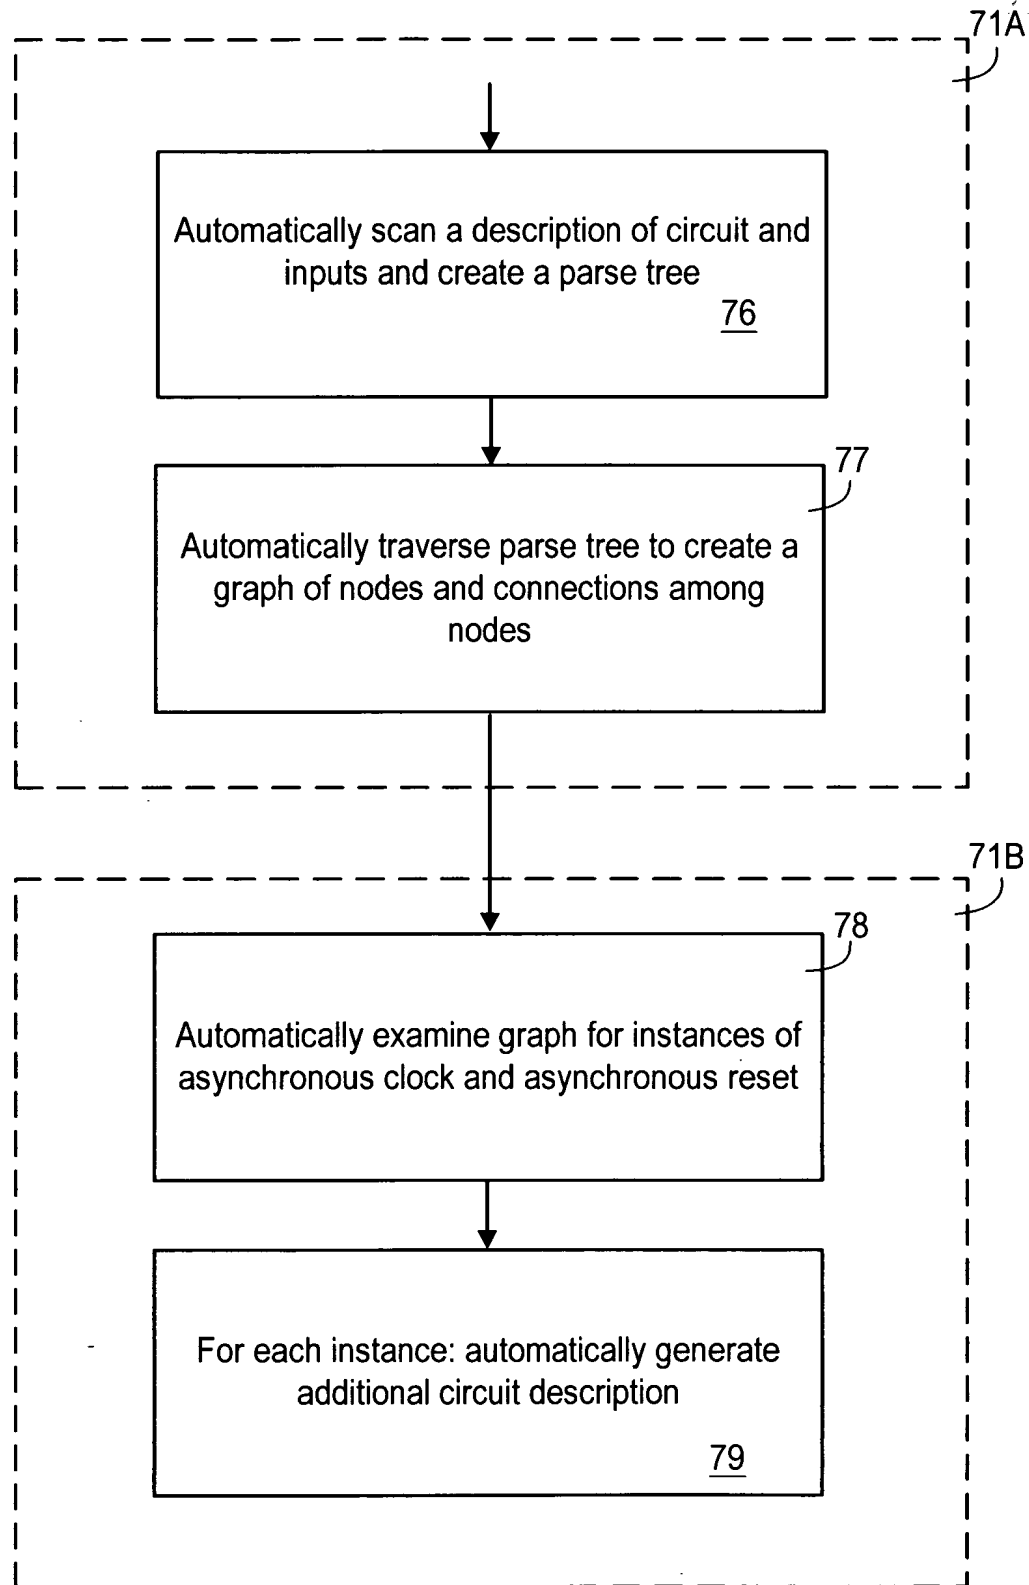 71A
Automatically scan a description of circuit and
inputs and create a parse tree
76
77
Automatically traverse parse tree to create a
graph of nodes and connections among
nodes
71B
78
Automatically examine graph for instances of
asynchronous clock and asynchronous reset
For each instance: automatically generate
additional circuit description
79